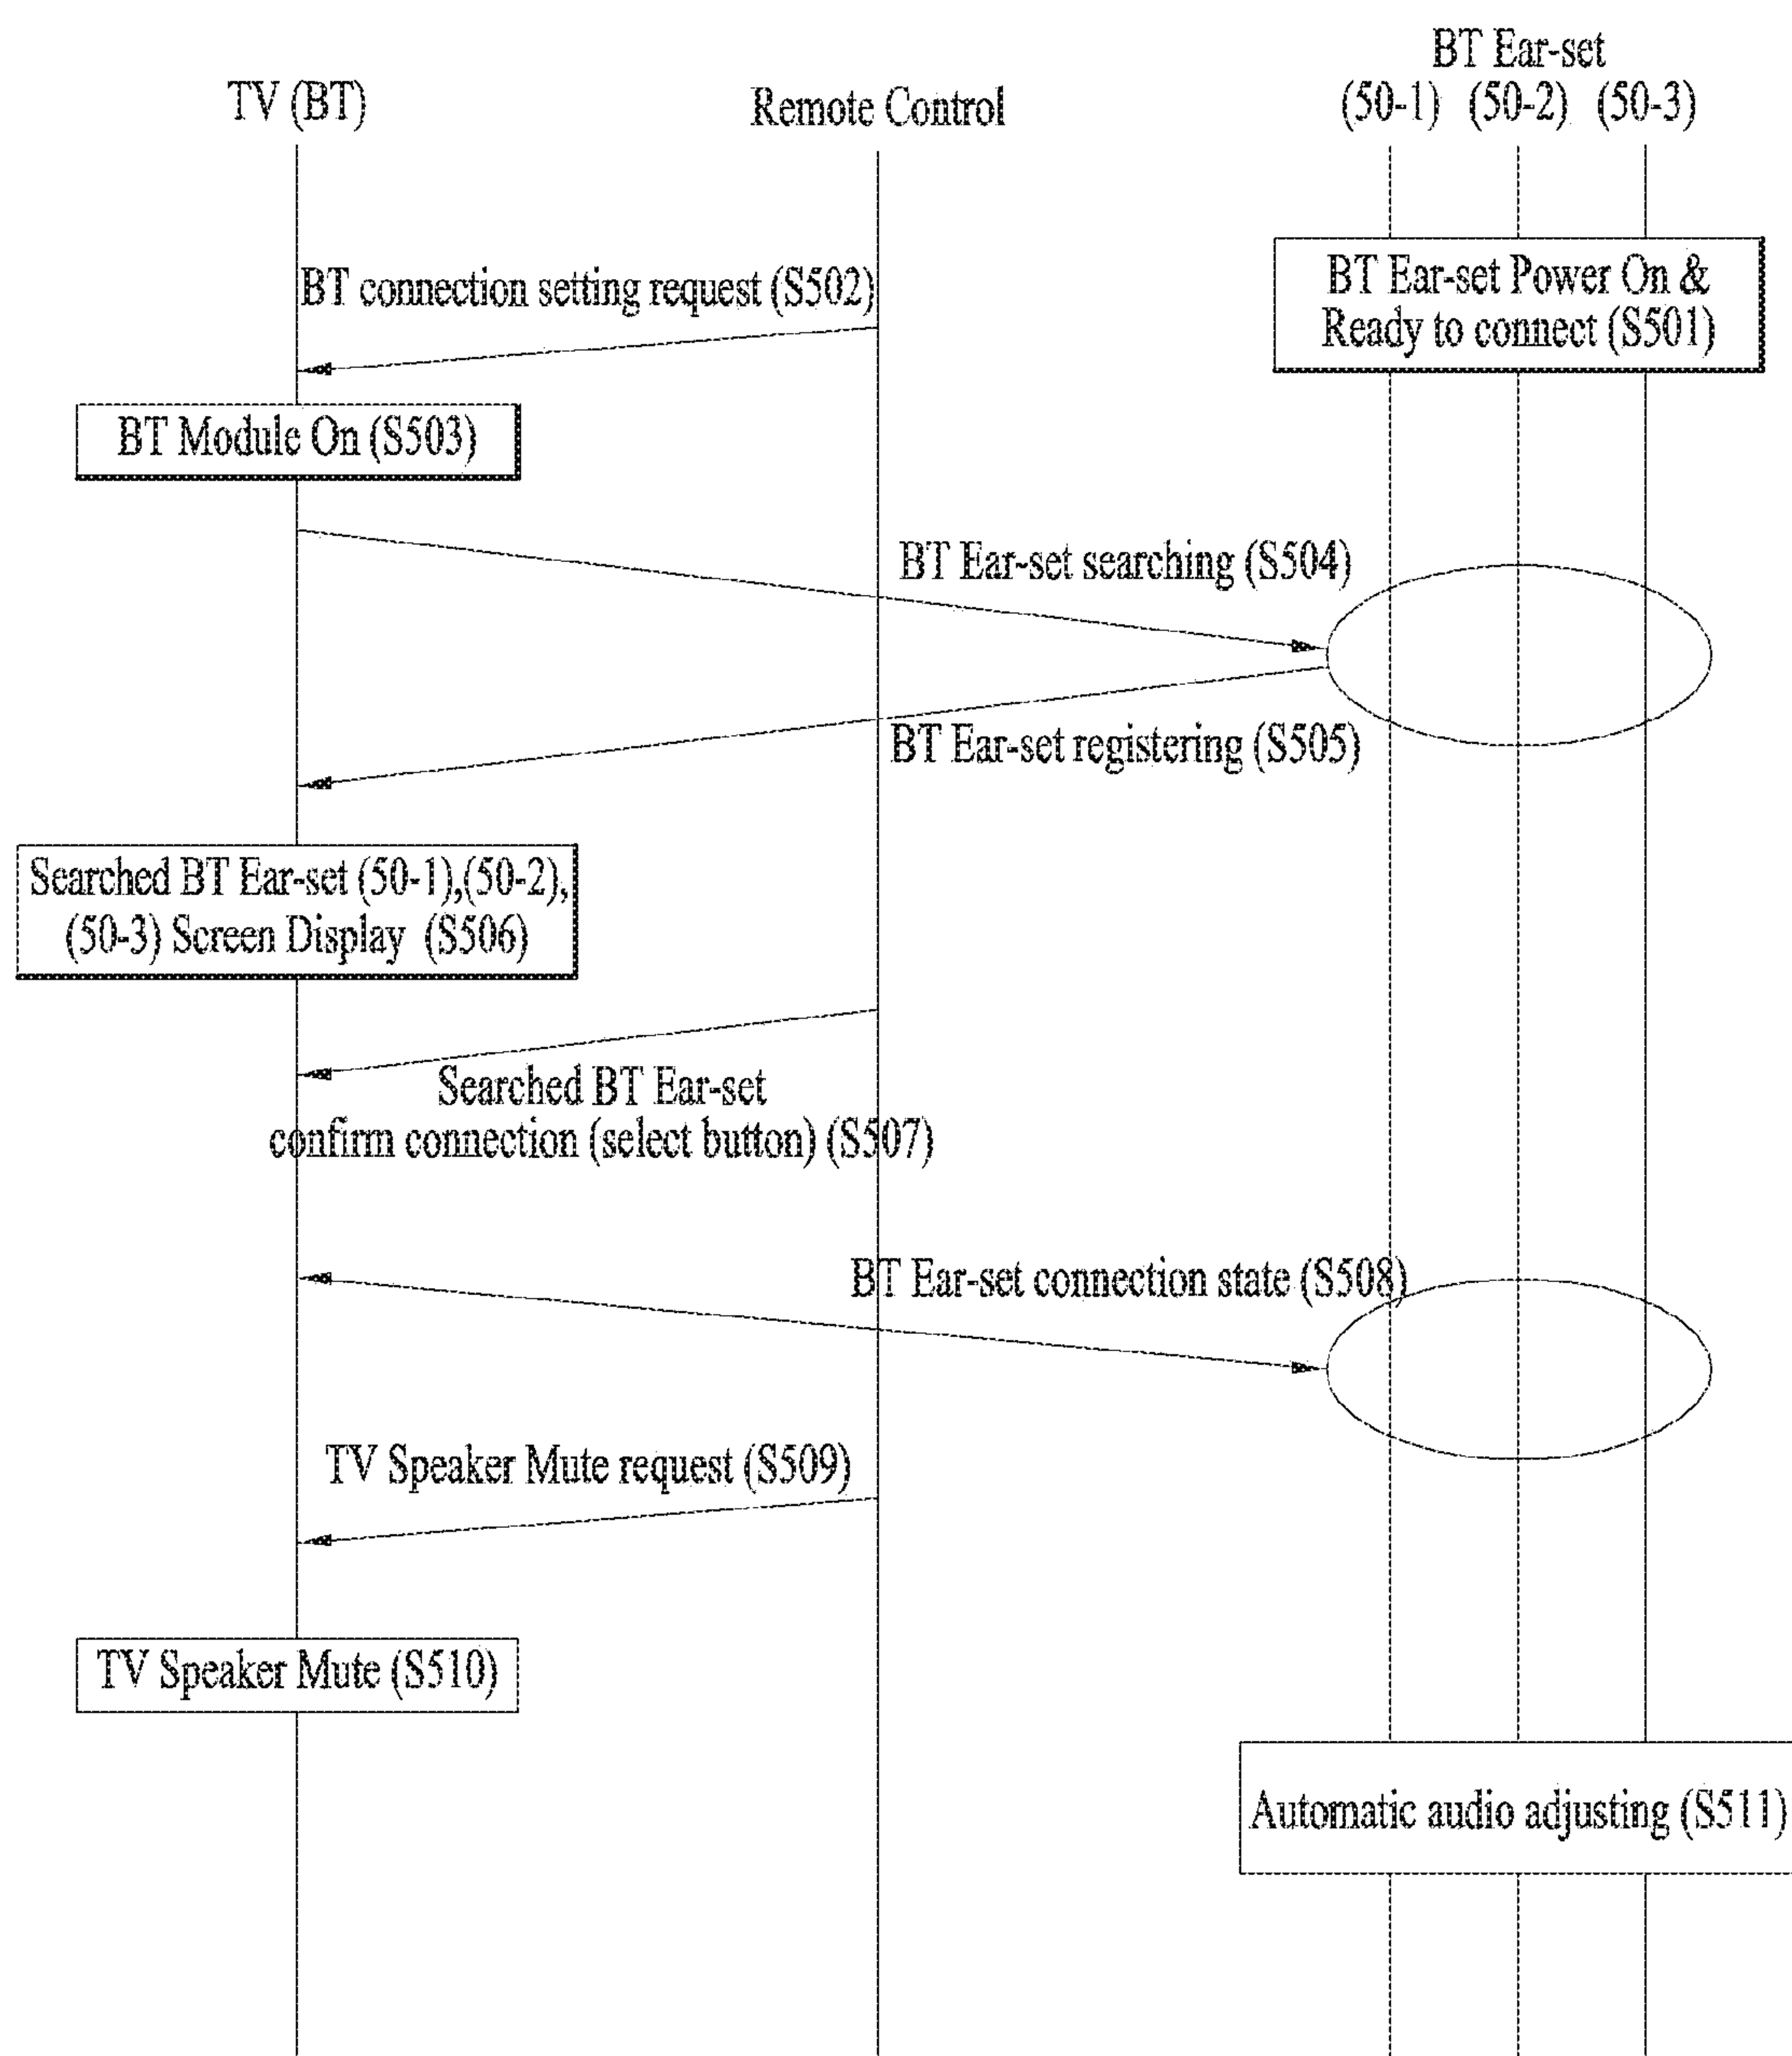 BT Ear-set
TV (BT)
Remote Control
(50-1) (50-2) (50-3)
BT connection setting request (S502)
BT Ear-set Power On &
Ready to connect (S501)
BT Module On (S503)
BT Ear-set searching (S504)
BT Ear-set registering (S505)
Searched BT Ear-set (50-1),(50-2),
(50-3) Screen Display (S506)
Searched BT Ear-set
confirm connection (select button) (S507)
BT Ear-set connection state (S508)
TV Speaker Mute request (S509)
TV Speaker Mute (S510)
Automatic audio adjusting (S511)